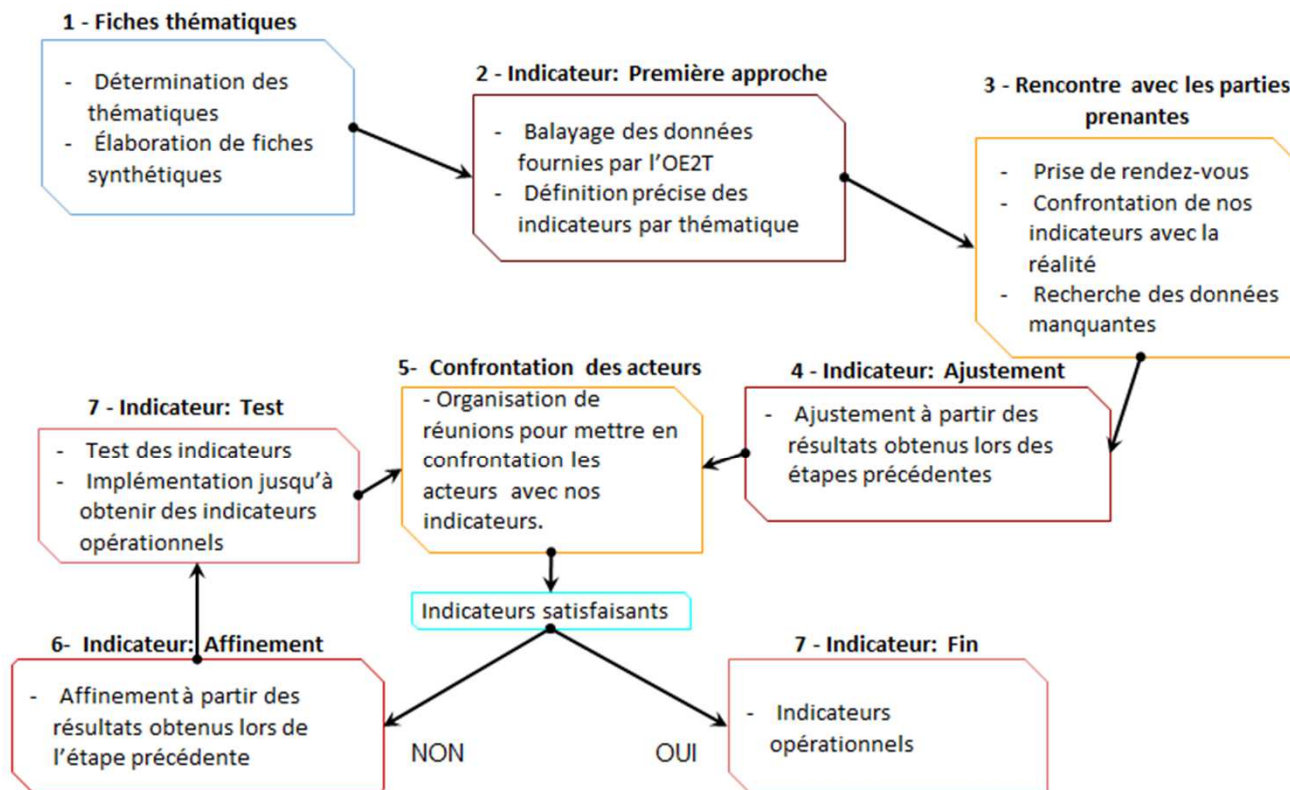 1 - Fiches thématiques
- Détermination des
thématiques
- Élaboration de fiches
synthétiques
2 - Indicateur: Première approche
- Balayage des données
fournies par l’OE2T
- Définition précise des
indicateurs par thématique
3 - Rencontre avec les parties
prenantes
- Prise de rendez-vous
- Confrontation de nos
indicateurs avec la
réalité
- Recherche des données
manquantes
4 - Indicateur: Ajustement
- Ajustement à partir des
résultats obtenus lors des
étapes précédentes
5- Confrontation des acteurs
- Organisation de
réunions pour mettre en
confrontation les
acteurs avec nos
indicateurs.
7 - Indicateur: Test
- Test des indicateurs
- Implémentation jusqu’à
obtenir des indicateurs
opérationnels
Indicateurs satisfaisants
6- Indicateur: Affinement
- Affinement à partir des
résultats obtenus lors de
l’étape précédente
NON
OUI
7 - Indicateur: Fin
- Indicateurs
opérationnels